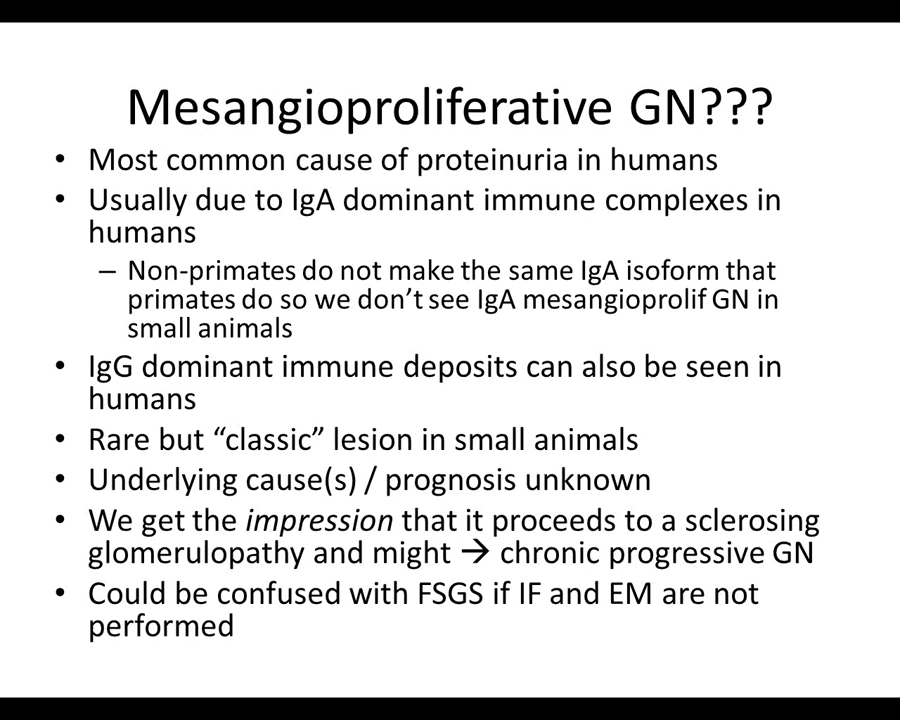 Mesangioproliferative GN???
• Most common cause of proteinuria in humans
• Usually due to IgA dominant immune complexes in
humans
– Non-primates do not make the same IgA isoform that
primates do so we don’t see IgA mesangioprolif GN in
small animals
• IgG dominant immune deposits can also be seen in
humans
• Rare but “classic” lesion in small animals
• Underlying cause(s) / prognosis unknown
• We get the impression that it proceeds to a sclerosing
glomerulopathy and might → chronic progressive GN
• Could be confused with FSGS if IF and EM are not
performed